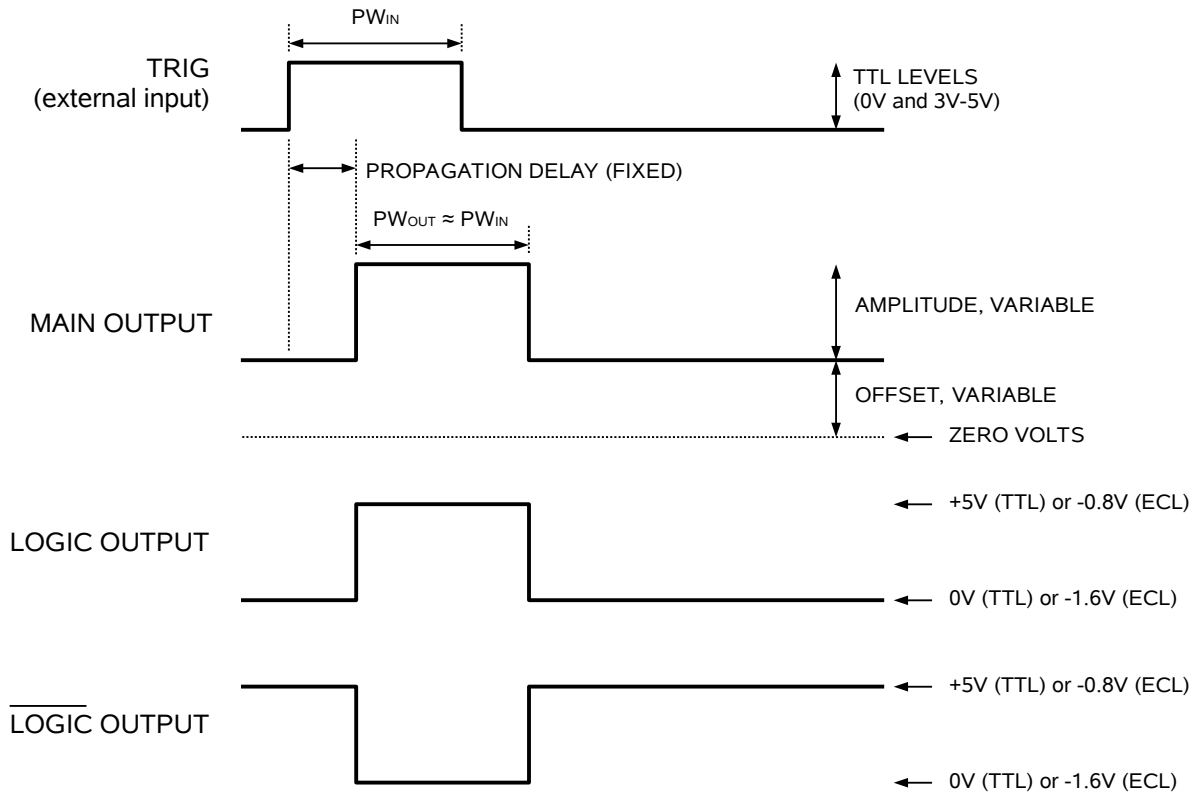 PWIN
TRIG
(external input)
TTL LEVELS
(0V and 3V-5V)
PROPAGATION DELAY (FIXED)
PWOUT ≈ PWIN
MAIN OUTPUT
AMPLITUDE, VARIABLE
OFFSET, VARIABLE
ZERO VOLTS
LOGIC OUTPUT
+5V (TTL) or -0.8V (ECL)
0V (TTL) or -1.6V (ECL)
L̅O̅G̅I̅C̅ OUTPUT
+5V (TTL) or -0.8V (ECL)
0V (TTL) or -1.6V (ECL)